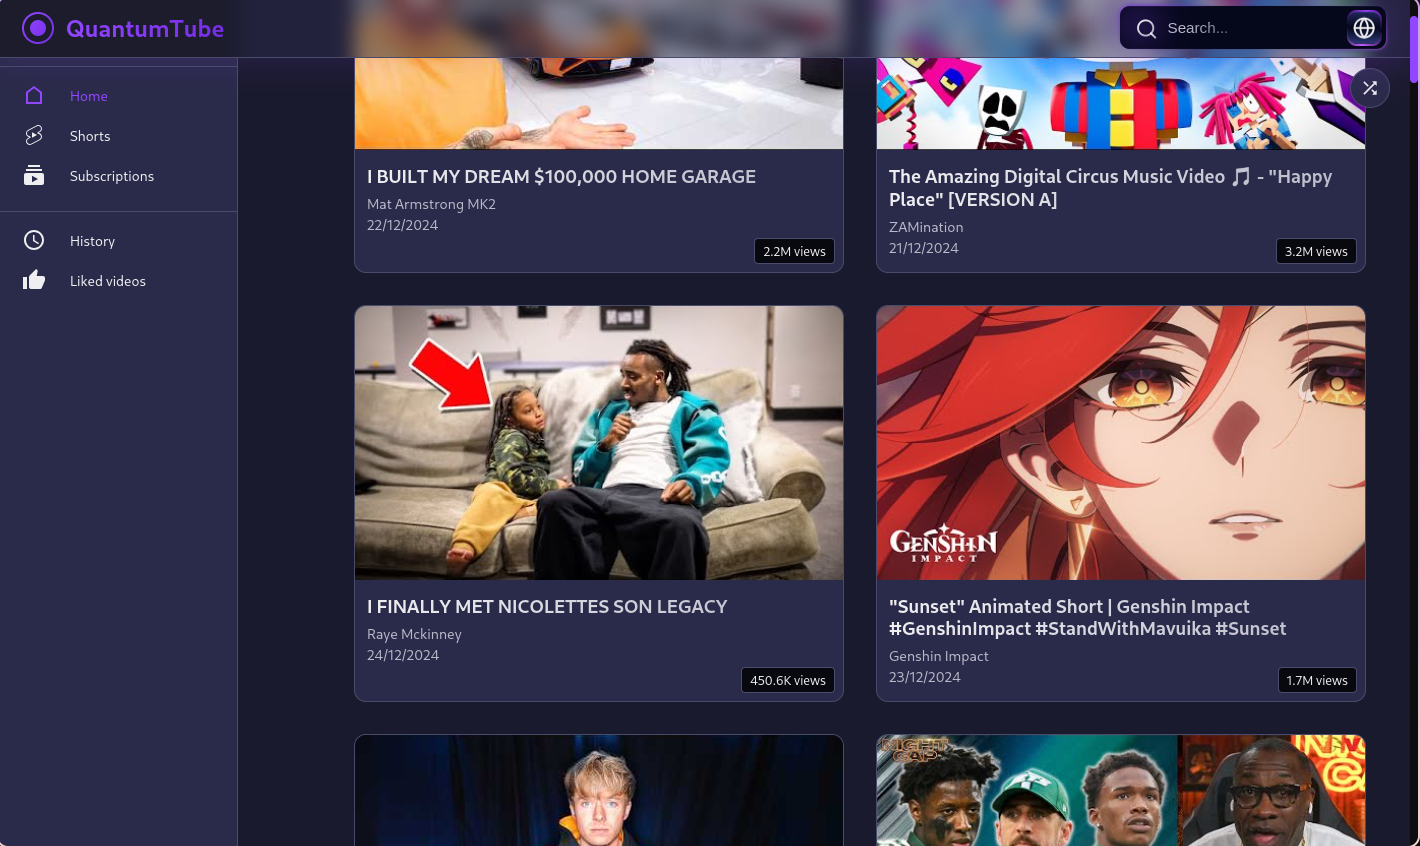 QuantumTube
Search...
Home
Shorts
Subscriptions
History
Liked videos
I BUILT MY DREAM $100,000 HOME GARAGE
Mat Armstrong MK2
22/12/2024
2.2M views
The Amazing Digital Circus Music Video 🎵 - "Happy
Place" [VERSION A]
ZAMination
21/12/2024
3.2M views
GENSHIN
IMPACT
I FINALLY MET NICOLETTES SON LEGACY
Raye Mckinney
24/12/2024
450.6K views
"Sunset" Animated Short | Genshin Impact
#GenshinImpact #StandWithMavuika #Sunset
Genshin Impact
23/12/2024
1.7M views
NIGHT
CAP